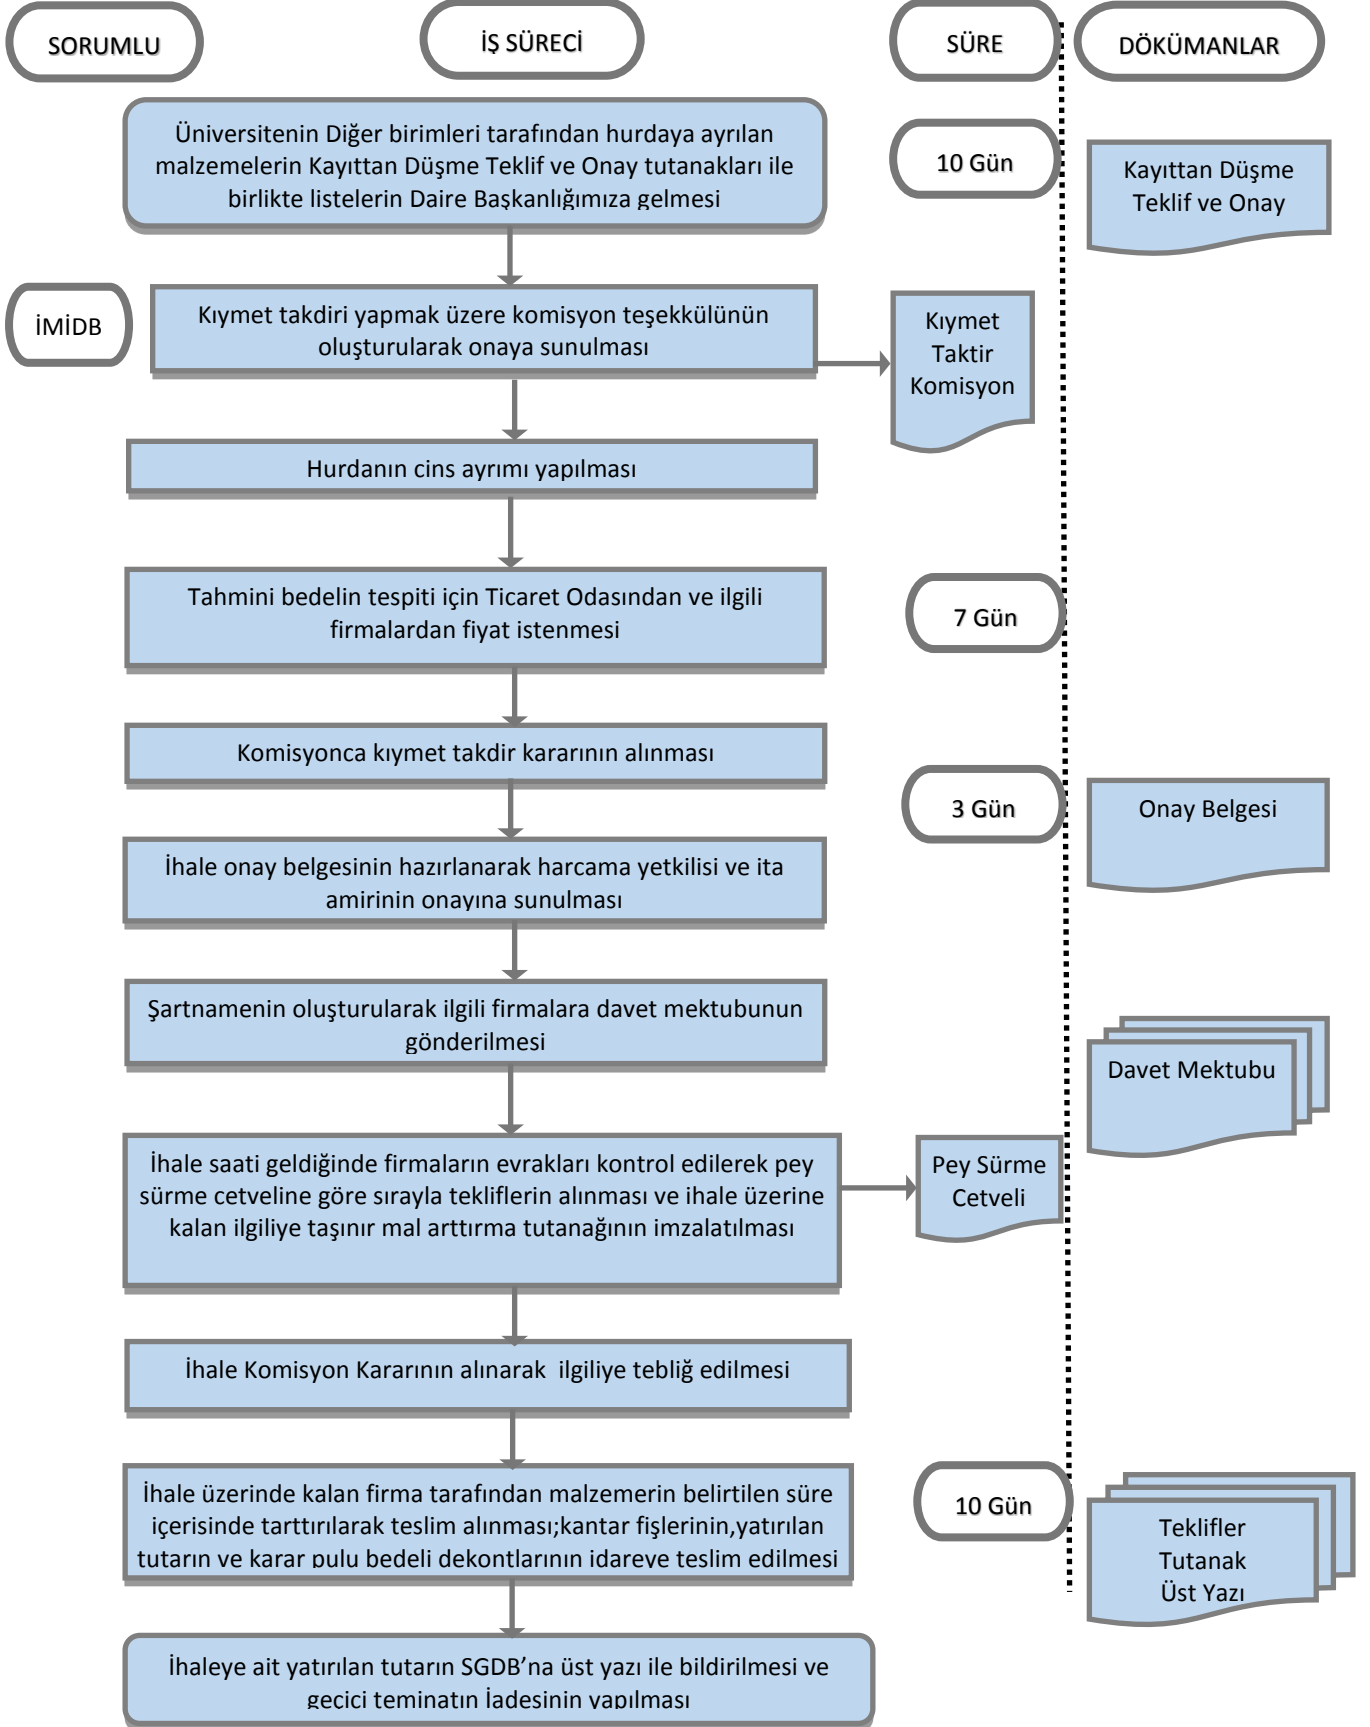 SORUMLU
İŞ SÜRECİ
SÜRE
DÖKÜMANLAR
Üniversitenin Diğer birimleri tarafından hurdaya ayrılan
malzemelerin Kayıttan Düşme Teklif ve Onay tutanakları ile
birlikte listelerin Daire Başkanlığımıza gelmesi
10 Gün
Kayıttan Düşme
Teklif ve Onay
İMİDB
Kıymet takdiri yapmak üzere komisyon teşekkülünün
oluşturularak onaya sunulması
Kıymet
Taktir
Komisyon
Hurdanın cins ayrımı yapılması
Tahmini bedelin tespiti için Ticaret Odasından ve ilgili
firmalardan fiyat istenmesi
7 Gün
Komisyonca kıymet takdir kararının alınması
3 Gün
Onay Belgesi
İhale onay belgesinin hazırlanarak harcama yetkilisi ve ita
amirinin onayına sunulması
Şartnamenin oluşturularak ilgili firmalara davet mektubunun
gönderilmesi
Davet Mektubu
İhale saati geldiğinde firmaların evrakları kontrol edilerek pey
sürme cetveline göre sırayla tekliflerin alınması ve ihale üzerine
kalan ilgiliye taşınır mal arttırma tutanağının imzalatılması
Pey Sürme
Cetveli
İhale Komisyon Kararının alınarak  ilgiliye tebliğ edilmesi
İhale üzerinde kalan firma tarafından malzemerin belirtilen süre
içerisinde tarttırılarak teslim alınması;kantar fişlerinin,yatırılan
tutarın ve karar pulu bedeli dekontlarının idareye teslim edilmesi
10 Gün
Teklifler
Tutanak
Üst Yazı
İhaleye ait yatırılan tutarın SGDB’na üst yazı ile bildirilmesi ve
geçici teminatın İadesinin yapılması